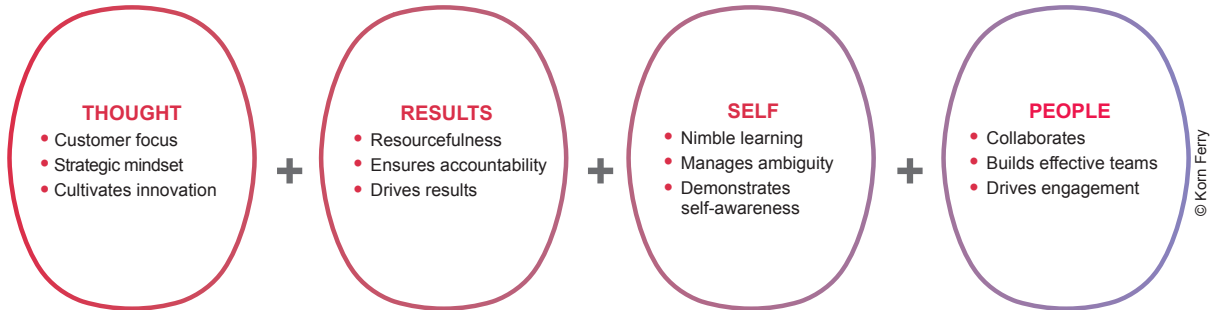 THOUGHT
• Customer focus
• Strategic mindset
• Cultivates innovation
+
RESULTS
• Resourcefulness
• Ensures accountability
• Drives results
+
SELF
• Nimble learning
• Manages ambiguity
• Demonstrates
self-awareness
+
PEOPLE
• Collaborates
• Builds effective teams
• Drives engagement
© Korn Ferry